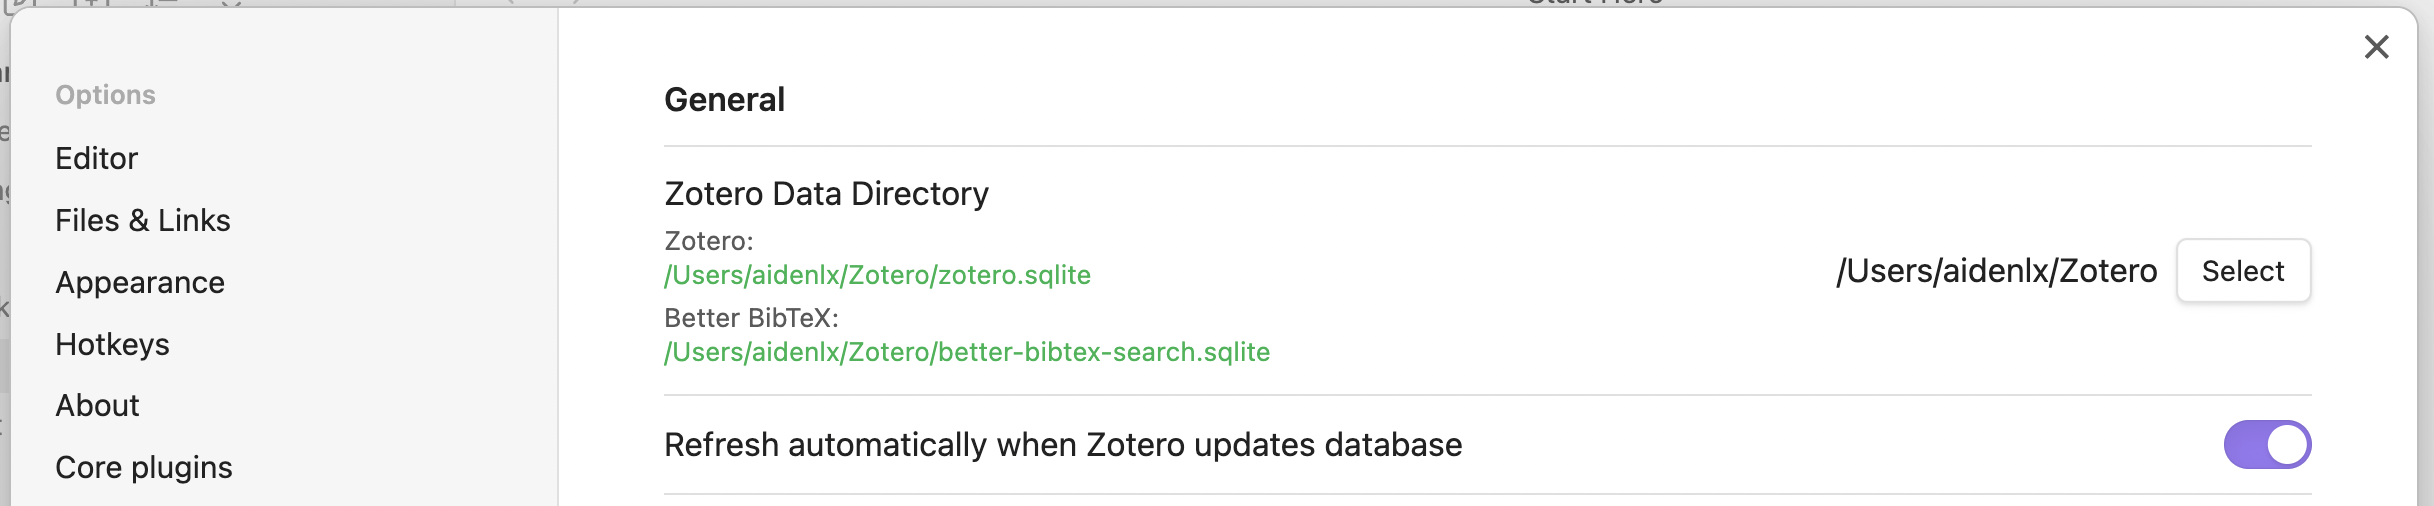 Options
Editor
Files & Links
Appearance
Hotkeys
About
Core plugins
General
Zotero Data Directory
Zotero:
/Users/aidenlx/Zotero/zotero.sqlite
Better BibTeX:
/Users/aidenlx/Zotero/better-bibtex-search.sqlite
/Users/aidenlx/Zotero
Select
Refresh automatically when Zotero updates database